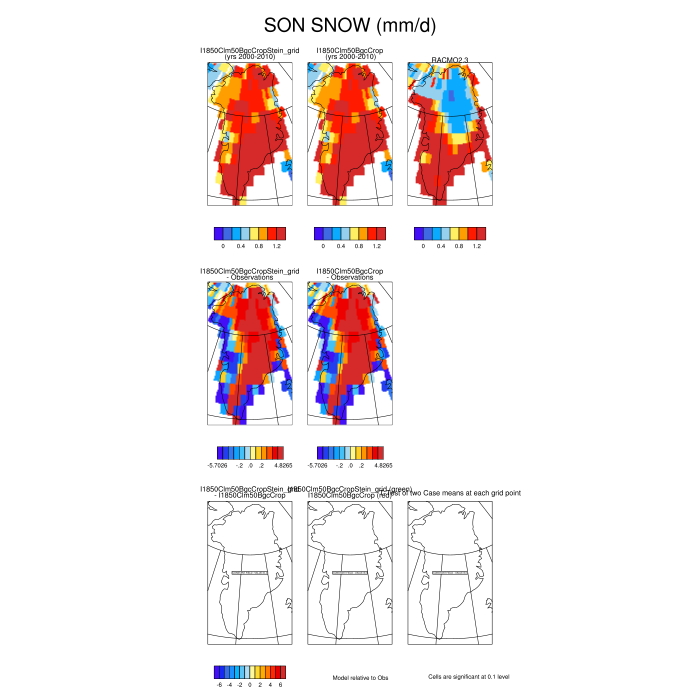 SON SNOW (mm/d)
I1850Clm50BgcCropStein_grid
(yrs 2000-2010)
I1850Clm50BgcCrop
(yrs 2000-2010)
RACMO2.3
0 0.4 0.8 1.2
0 0.4 0.8 1.2
0 0.4 0.8 1.2
I1850Clm50BgcCropStein_grid
- Observations
I1850Clm50BgcCrop
- Observations
-5.7026 -.2 .0 .2 4.8265
-5.7026 -.2 .0 .2 4.8265
I1850Clm50BgcCropStein_grid
- I1850Clm50BgcCrop
I1850Clm50BgcCropStein_grid (green)
I1850Clm50BgcCrop (red)
T-Test of two Case means at each grid point
-6 -4 -2 0 2 4 6
Model relative to Obs
Cells are significant at 0.1 level